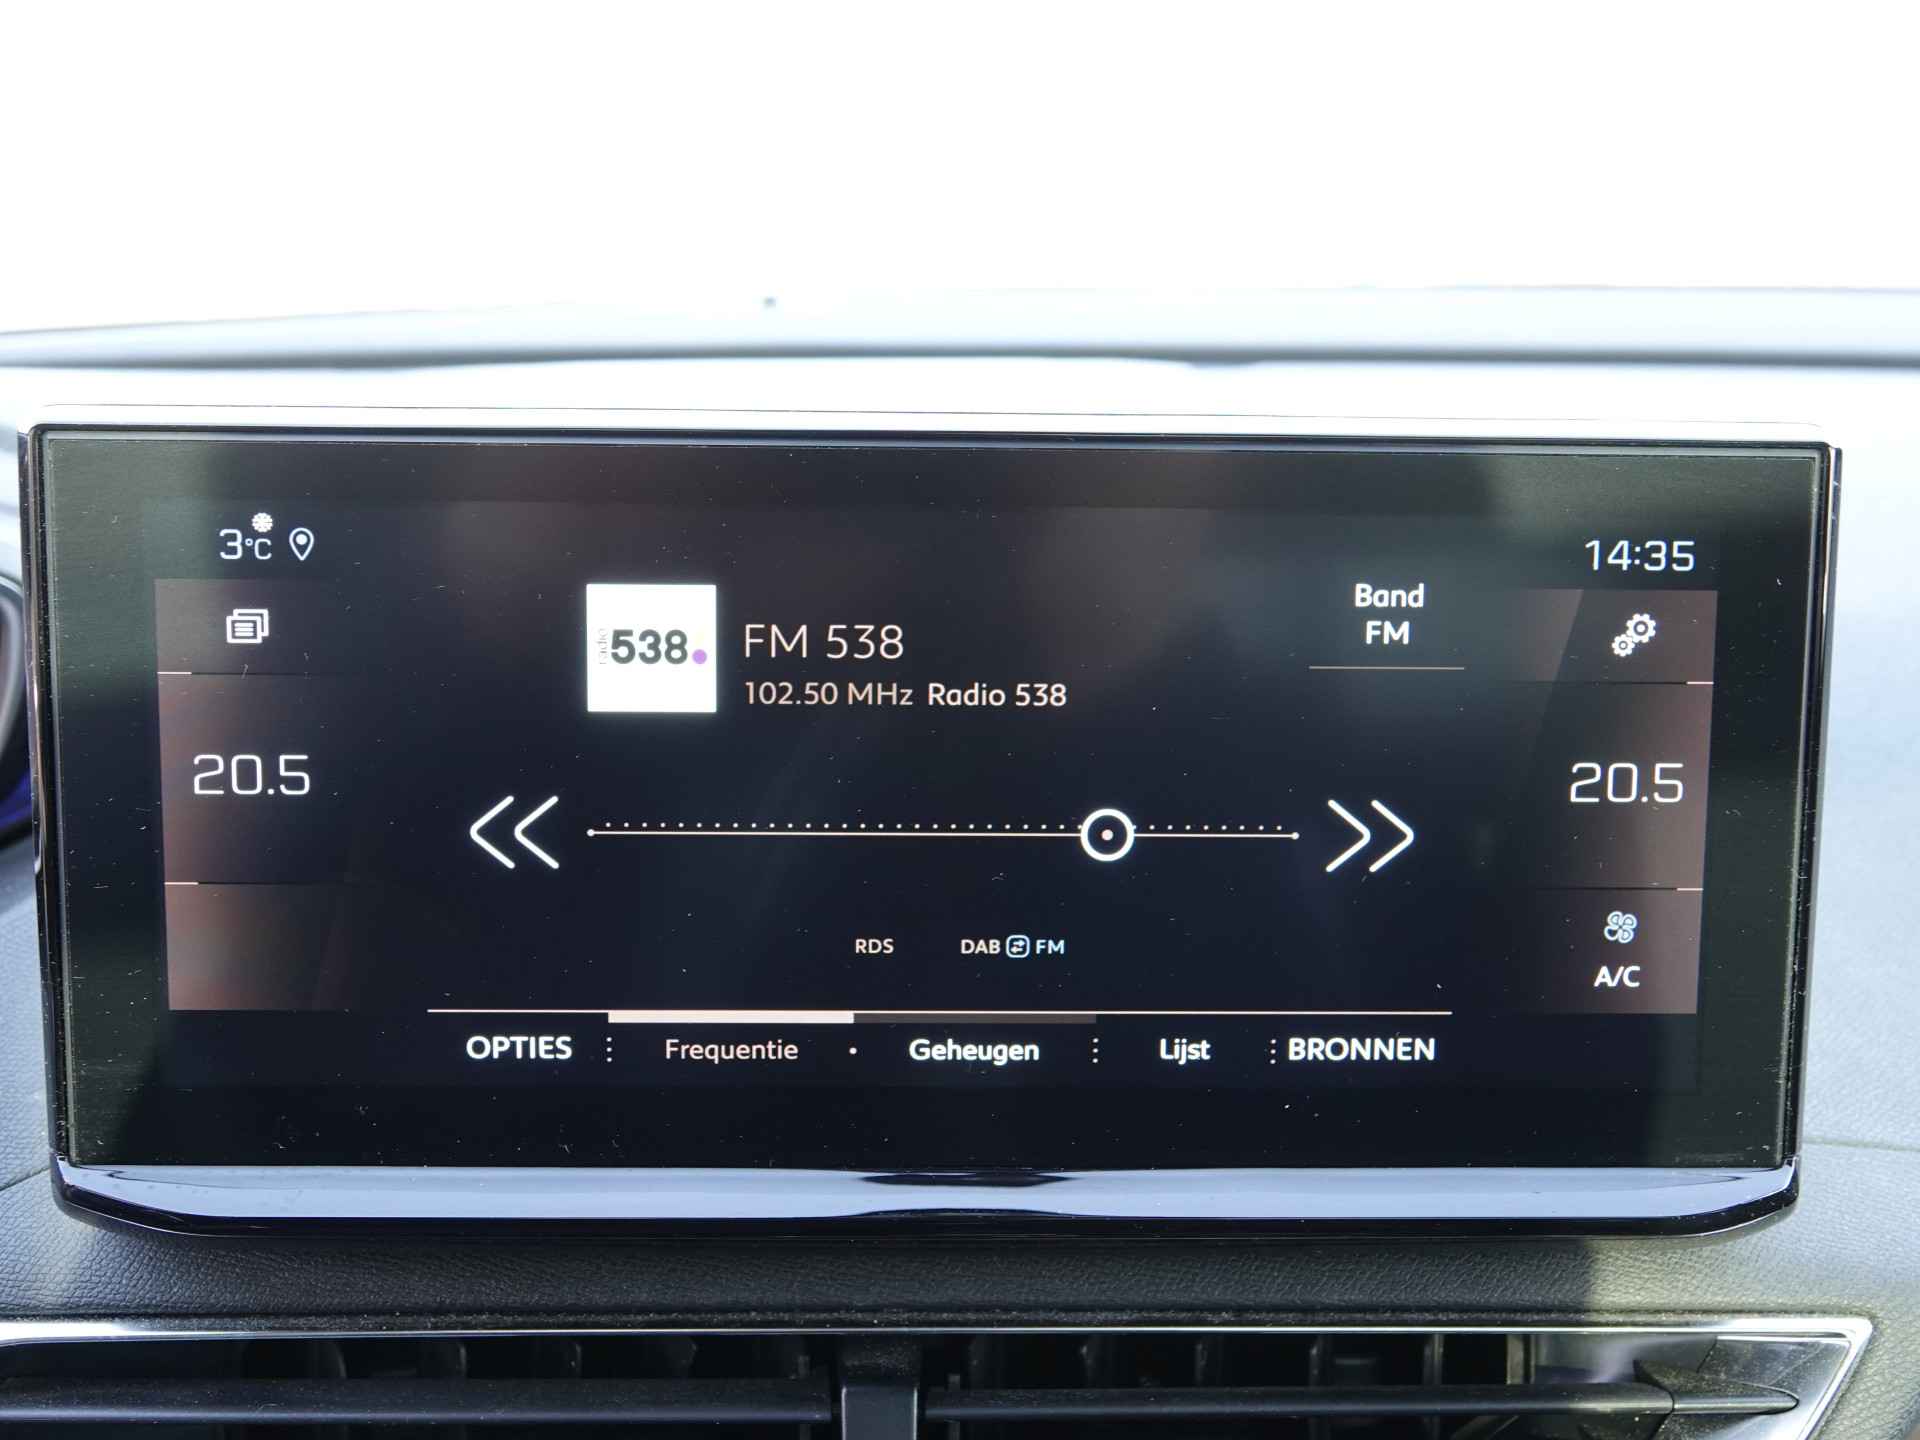 3°C
14:35
Band
FM
radio
538.
FM 538
102.50 MHz Radio 538
20.5
20.5
RDS
DAB FM
A/C
OPTIES Frequentie Geheugen Lijst BRONNEN